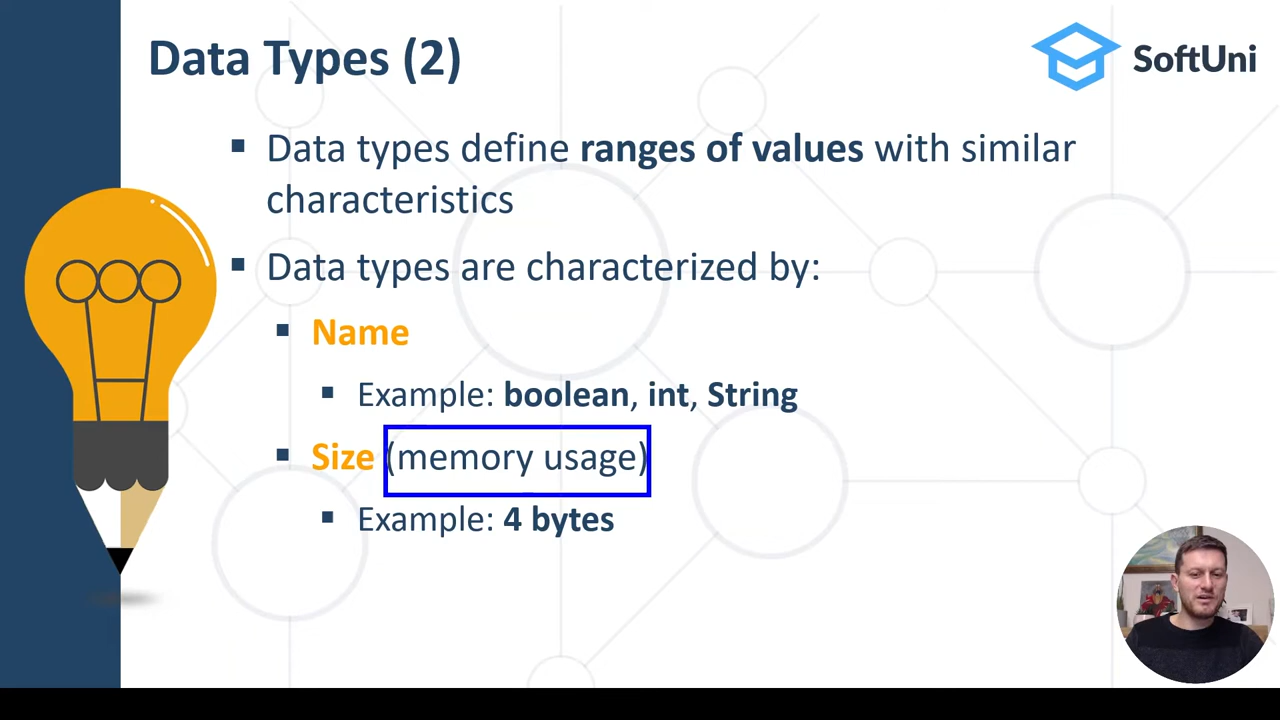 Data Types (2)
SoftUni
Data types define ranges of values with similar
characteristics
Data types are characterized by:
Name
Example: boolean, int, String
Size (memory usage)
Example: 4 bytes